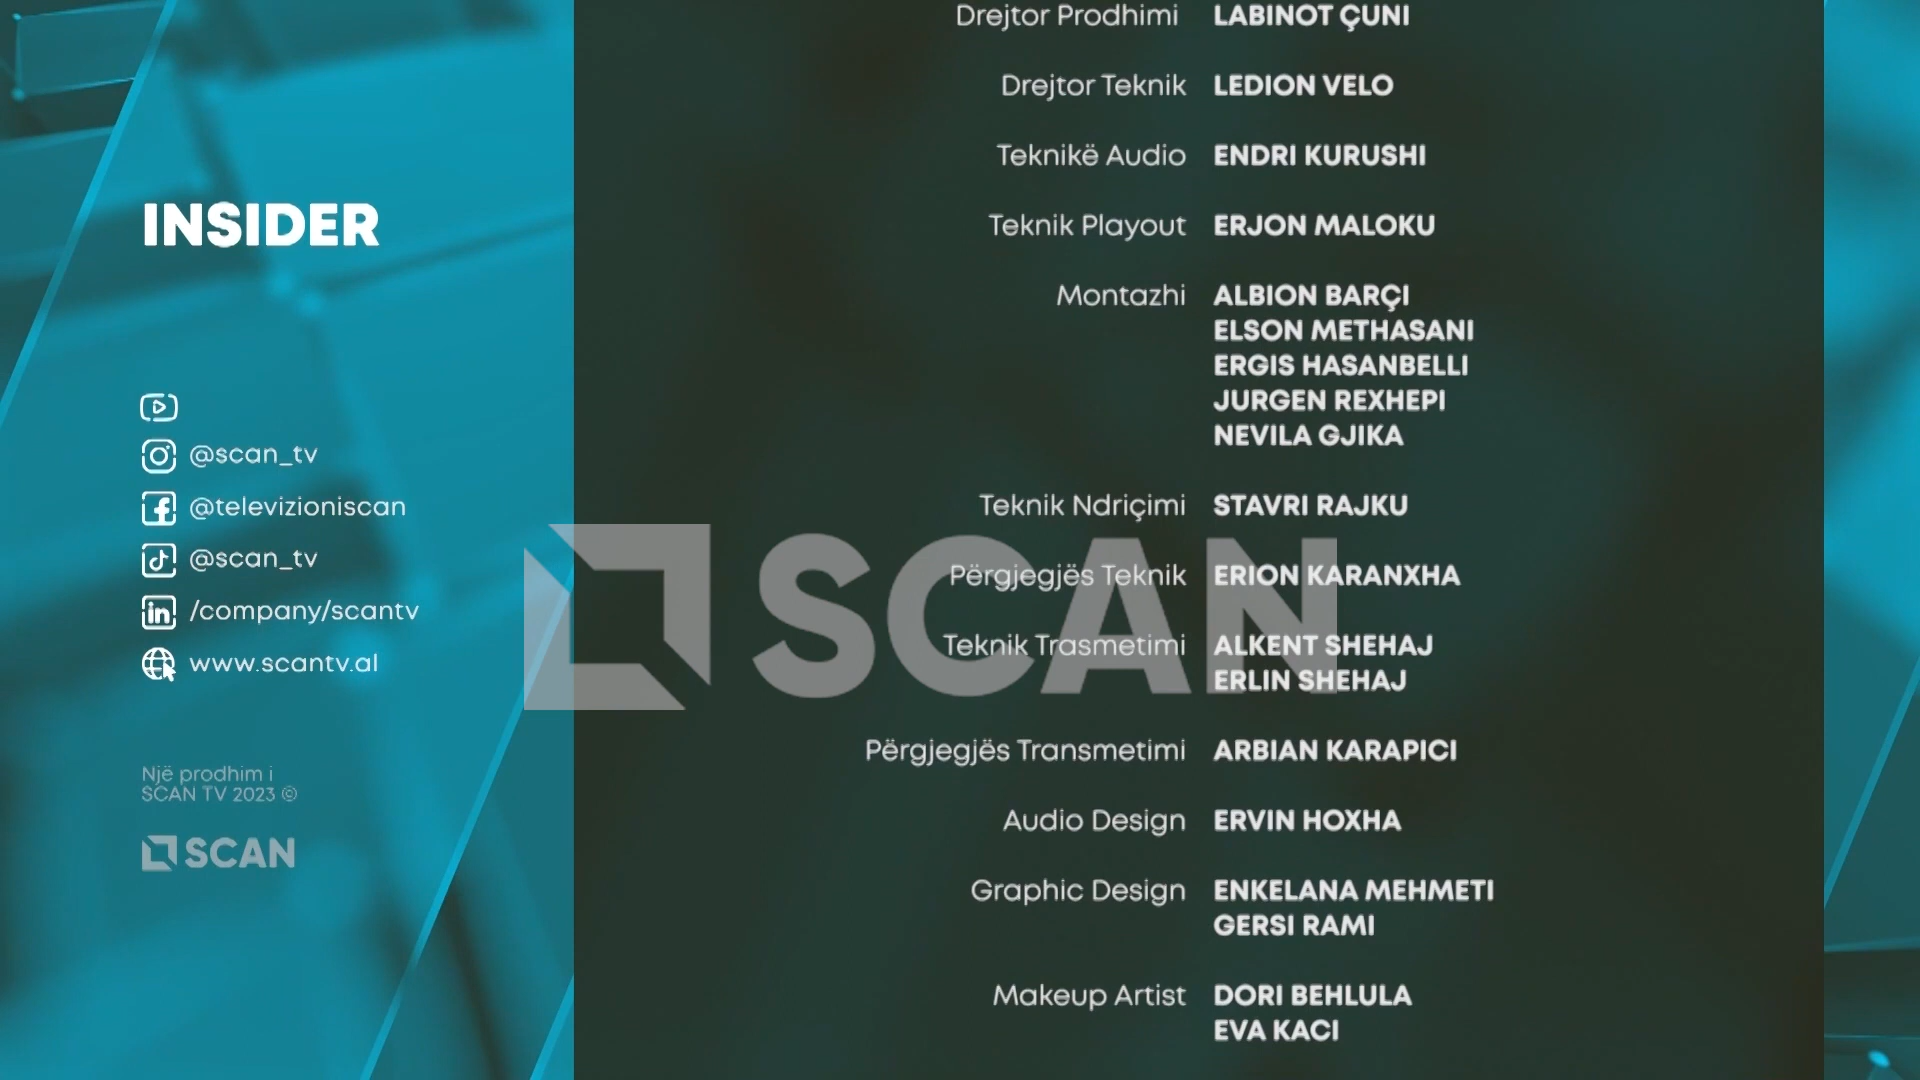 INSIDER
@scan_tv
@televizioniscan
@scan_tv
/company/scantv
www.scantv.al
Një prodhim i
SCAN TV 2023 ©
SCAN
Drejtor Prodhimi LABINOT ÇUNI
Drejtor Teknik LEDION VELO
Teknikë Audio ENDRI KURUSHI
Teknik Playout ERJON MALOKU
Montazhi ALBION BARÇI
ELSON METHASANI
ERGIS HASANBELLI
JURGEN REXHEPI
NEVILA GJIKA
Teknik Ndriçimi STAVRI RAJKU
Përgjegjës Teknik ERION KARANXHA
Teknik Trasmetimi ALKENT SHEHAJ
ERLIN SHEHAJ
Përgjegjës Transmetimi ARBIAN KARAPICI
Audio Design ERVIN HOXHA
Graphic Design ENKELANA MEHMETI
GERSI RAMI
Makeup Artist DORI BEHLULA
EVA KACI
SCAN